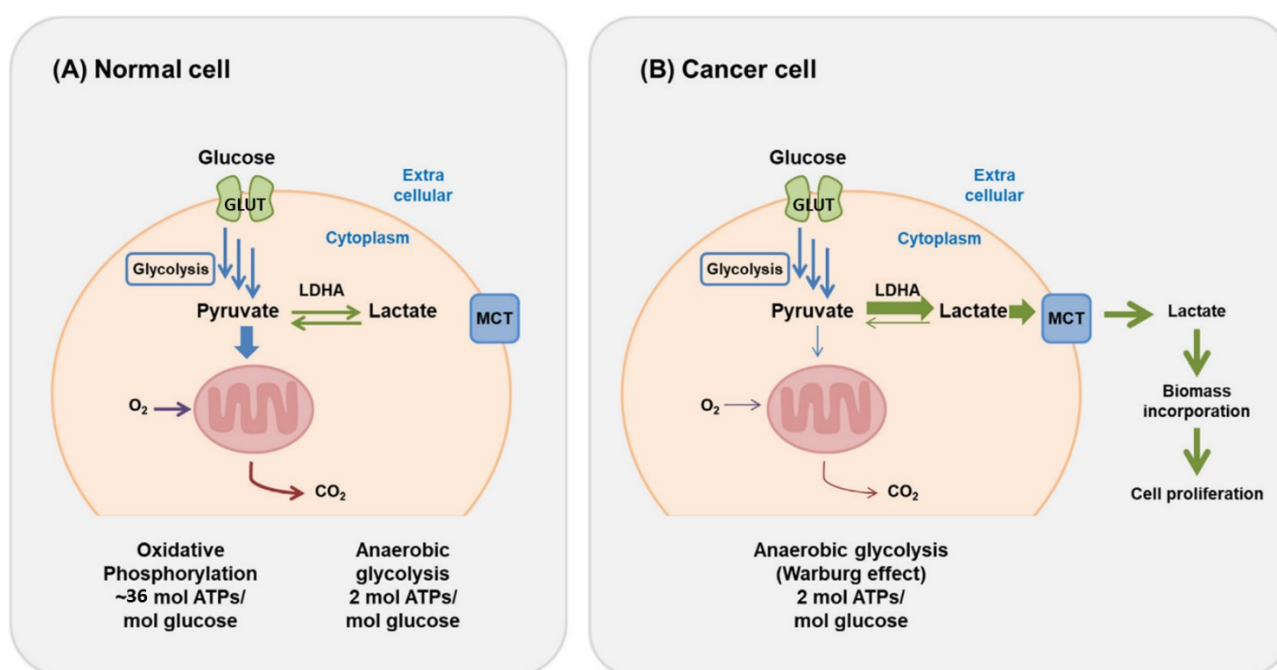 (A) Normal cell
Glucose
GLUT
Extra
cellular
Cytoplasm
Glycolysis
LDHA
Pyruvate
Lactate
MCT
O₂
CO₂
Oxidative
Phosphorylation
~36 mol ATPs/
mol glucose
Anaerobic
glycolysis
2 mol ATPs/
mol glucose
(B) Cancer cell
Glucose
GLUT
Extra
cellular
Cytoplasm
Glycolysis
LDHA
Pyruvate
Lactate
MCT
Lactate
Biomass
incorporation
Cell proliferation
O₂
CO₂
Anaerobic glycolysis
(Warburg effect)
2 mol ATPs/
mol glucose